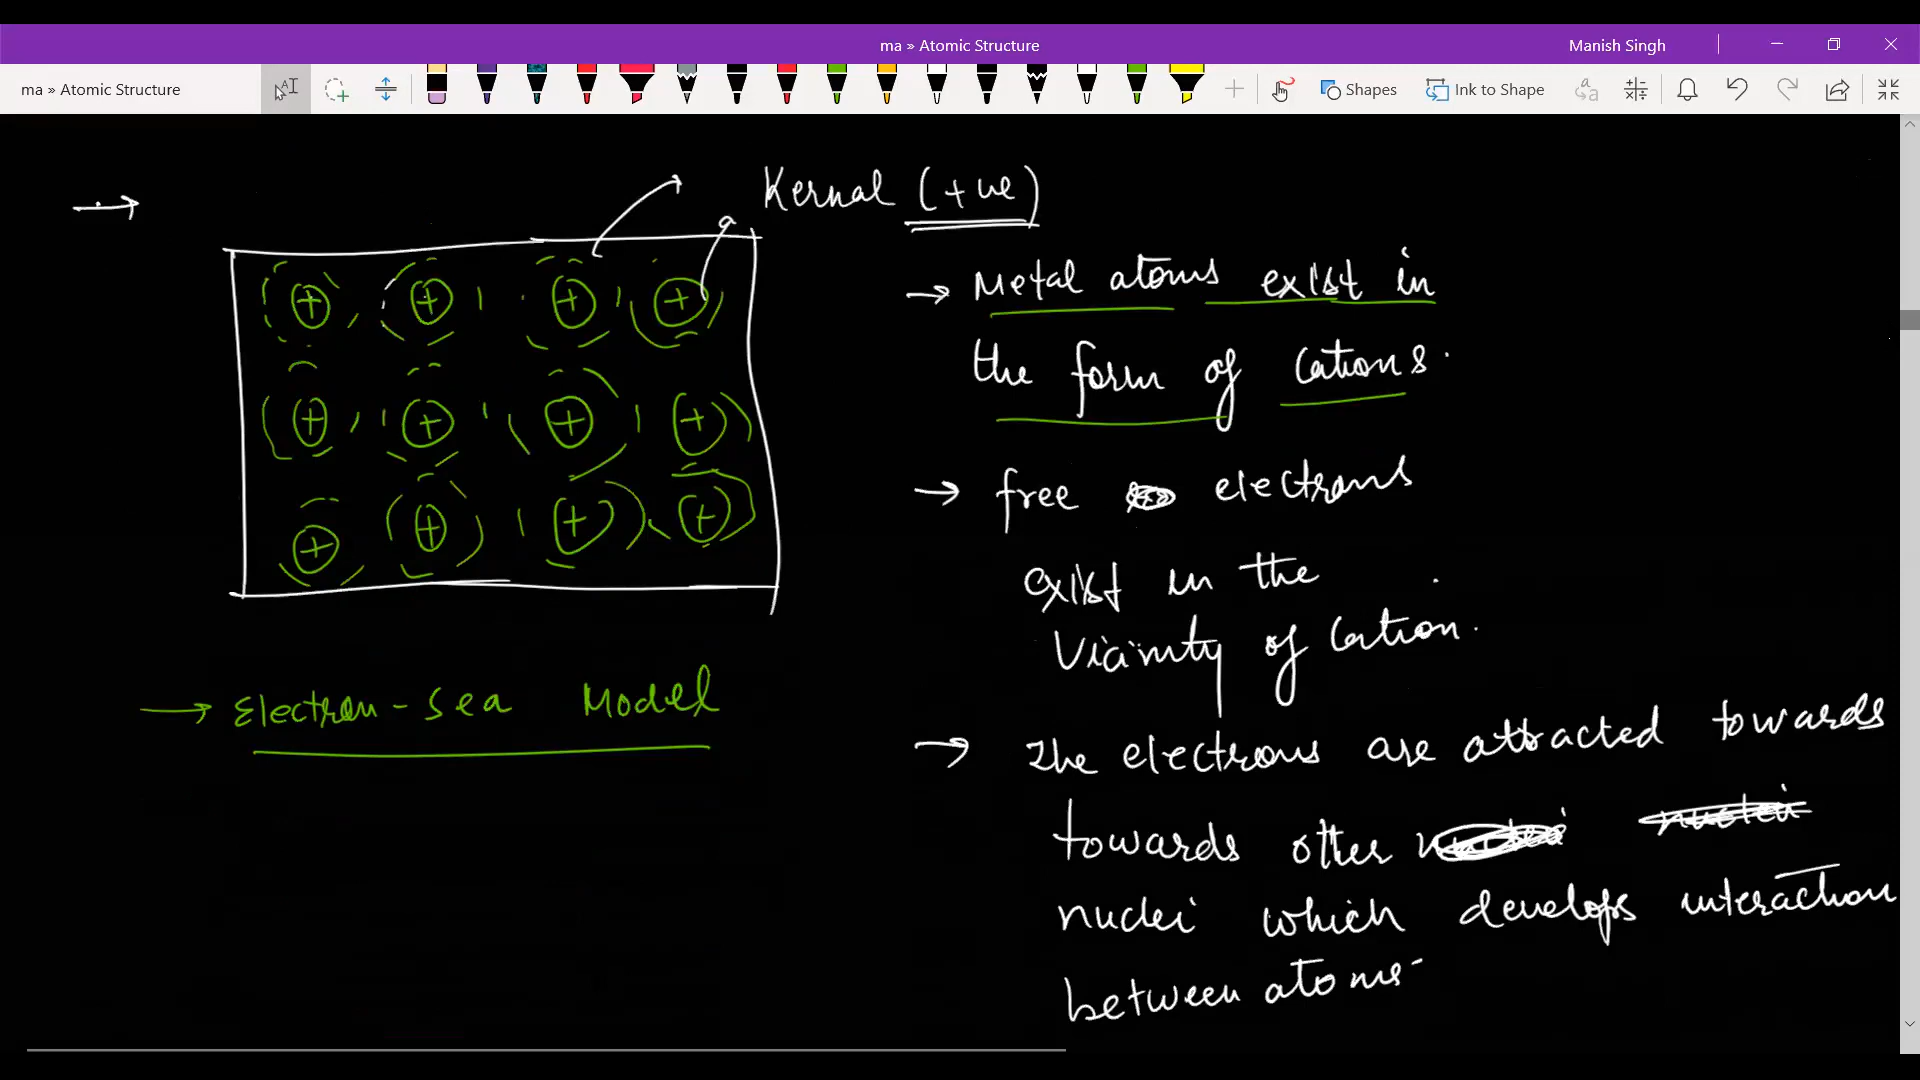 ma » Atomic Structure
Manish Singh
ma » Atomic Structure
Shapes
Ink to Shape
Kernal (+ve)
+ + + +
+ + + +
+ + + +
→ Metal atoms exist in
the form of cations.
→ free electrons
exist in the
vicinity of cation.
→ Electron-Sea Model
→ The electrons are attracted towards
towards other
nuclei which develops interaction
between atoms